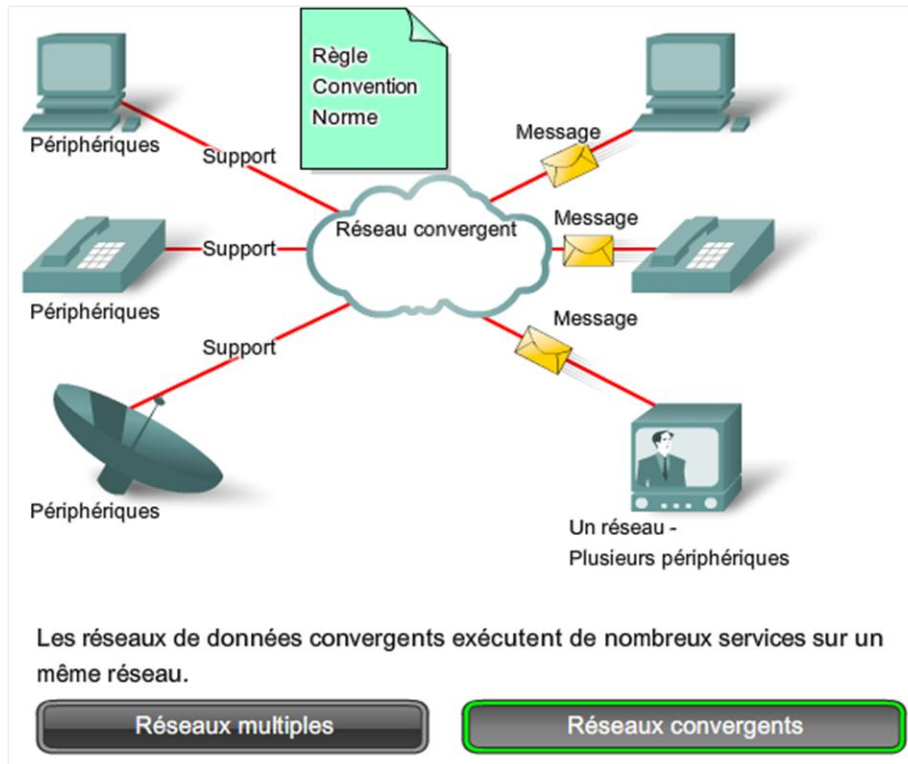 Règle
Convention
Norme
Périphériques
Support
Message
Réseau convergent
Support
Message
Périphériques
Support
Message
Périphériques
Un réseau -
Plusieurs périphériques
Les réseaux de données convergents exécutent de nombreux services sur un
même réseau.
Réseaux multiples
Réseaux convergents